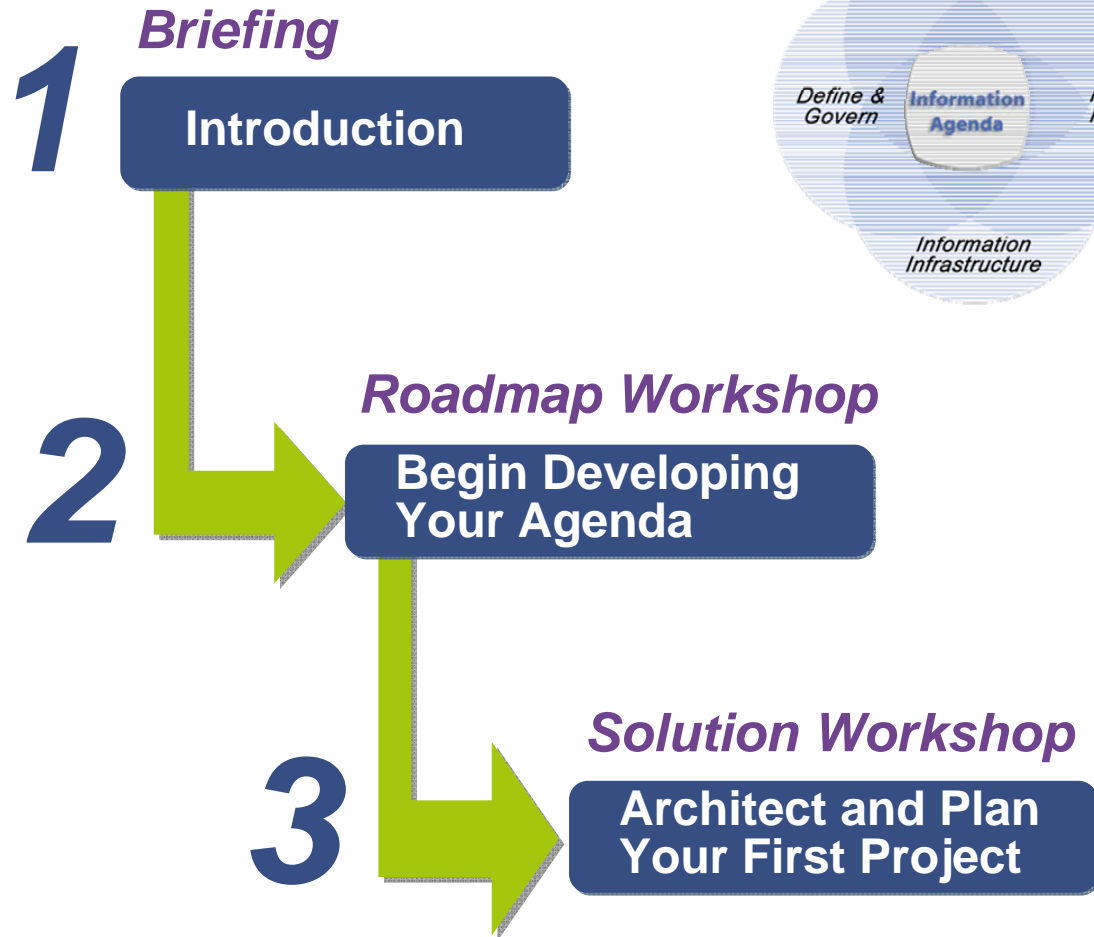 1
Briefing
Introduction
Define &
Govern
Information
Agenda
Information
Infrastructure
2
Roadmap Workshop
Begin Developing
Your Agenda
3
Solution Workshop
Architect and Plan
Your First Project